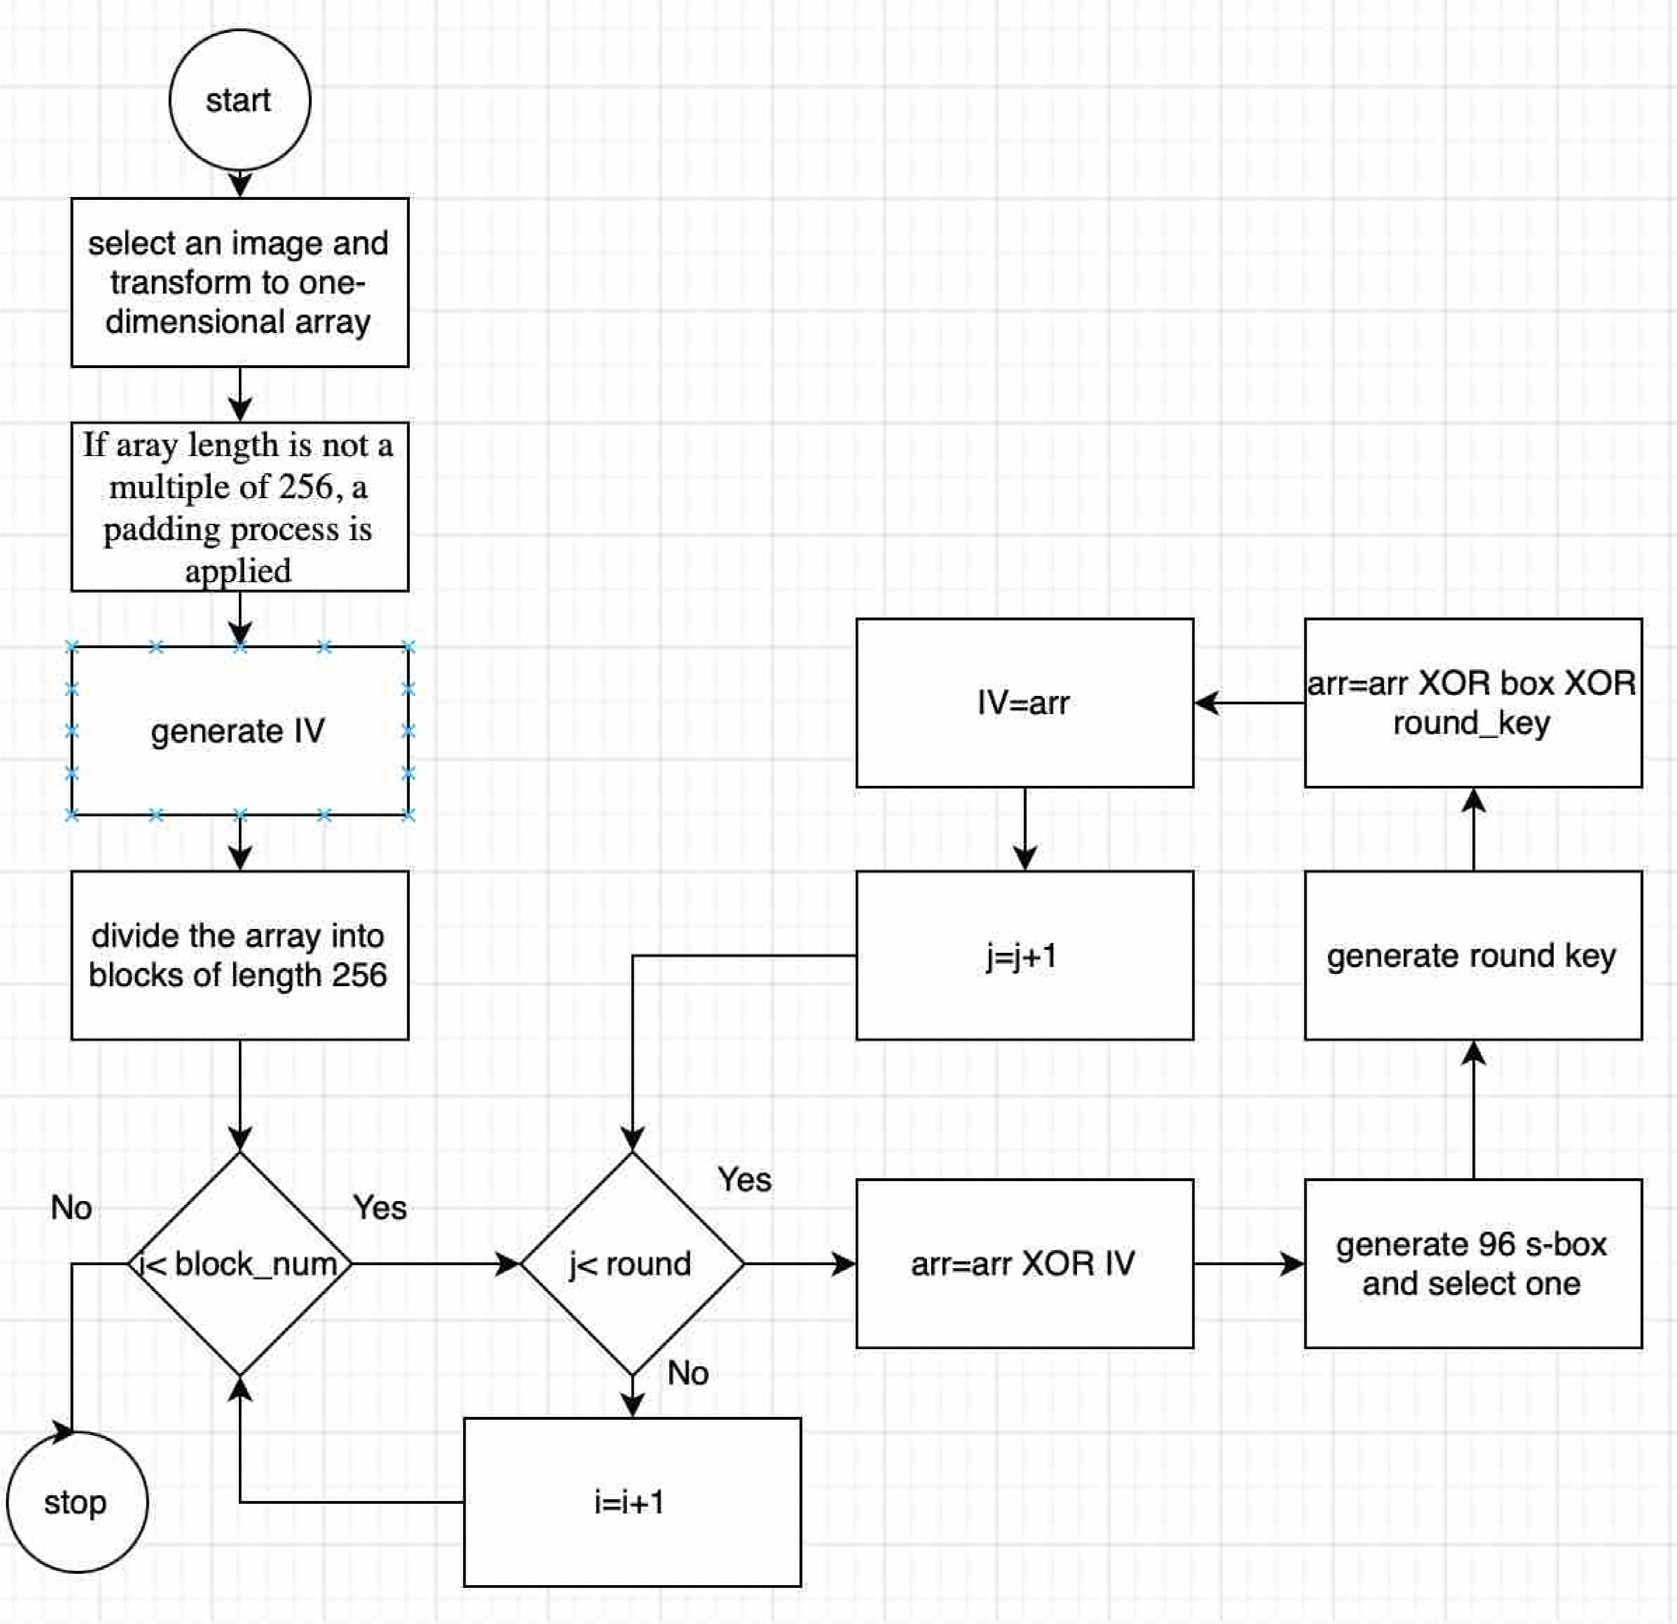 start
select an image and
transform to one-
dimensional array
If aray length is not a
multiple of 256, a
padding process is
applied
generate IV
divide the array into
blocks of length 256
No
i< block_num
Yes
stop
j< round
Yes
No
i=i+1
arr=arr XOR IV
generate 96 s-box
and select one
generate round key
arr=arr XOR box XOR
round_key
IV=arr
j=j+1